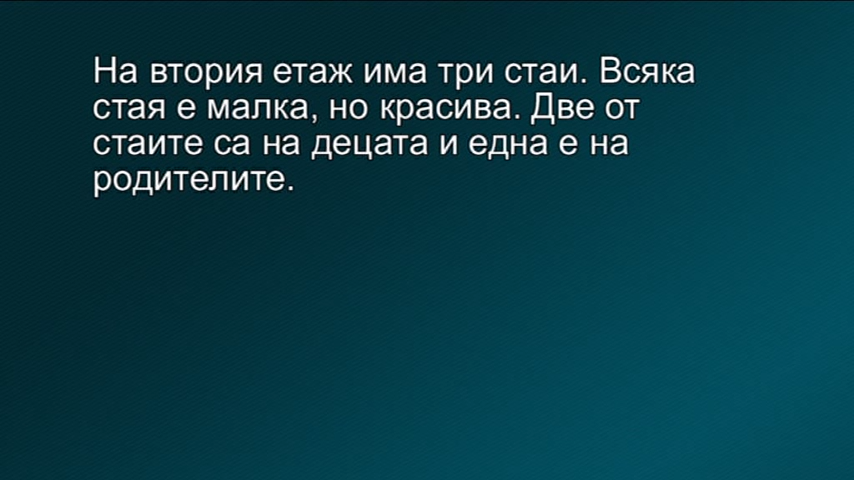 На втория етаж има три стаи. Всяка
стая е малка, но красива. Две от
стаите са на децата и една е на
родителите.